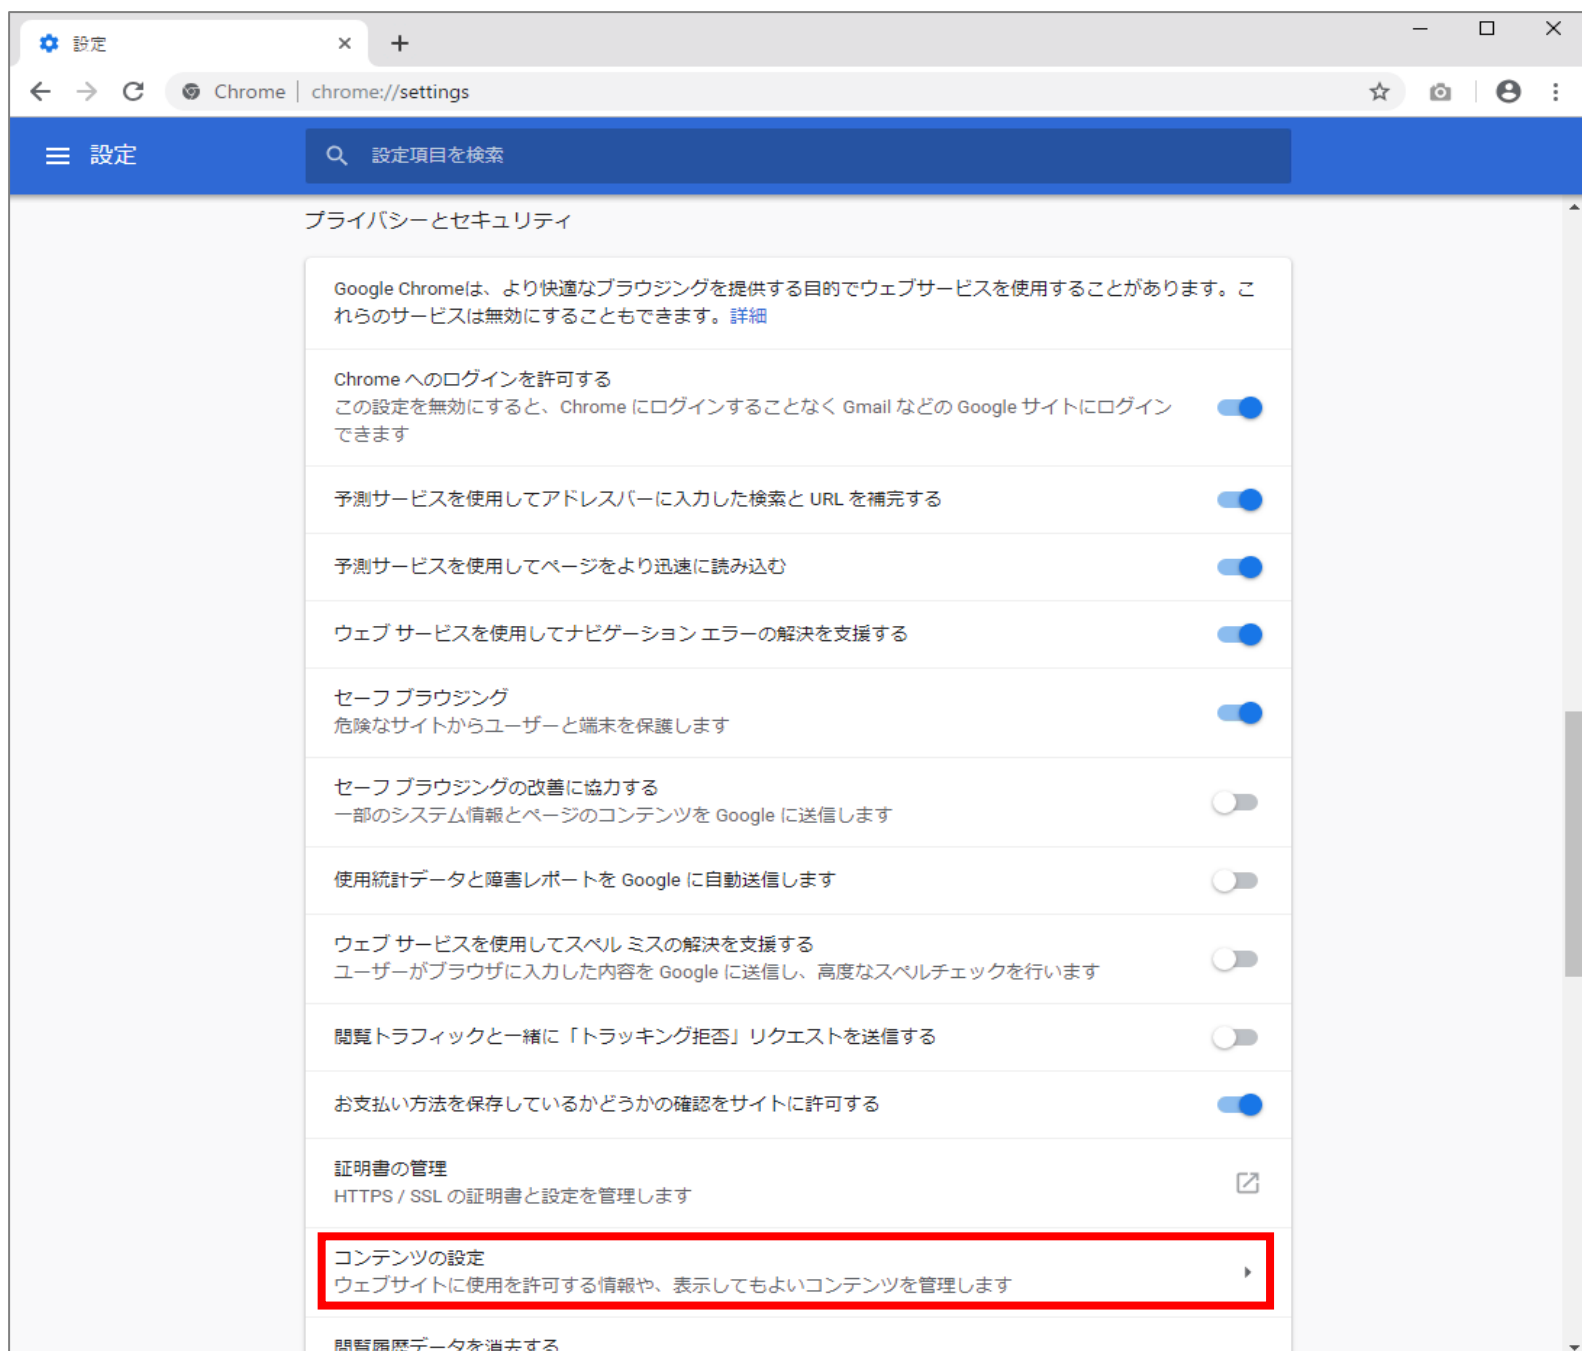 設定
Chrome
chrome://settings
設定
設定項目を検索
プライバシーとセキュリティ
Google Chromeは、より快適なブラウジングを提供する目的でウェブサービスを使用することがあります。こ
れらのサービスは無効にすることもできます。詳細
Chrome へのログインを許可する
この設定を無効にすると、Chrome にログインすることなく Gmail などの Google サイトにログイン
できます
予測サービスを使用してアドレスバーに入力した検索と URL を補完する
予測サービスを使用してページをより迅速に読み込む
ウェブ サービスを使用してナビゲーション エラーの解決を支援する
セーフ ブラウジング
危険なサイトからユーザーと端末を保護します
セーフ ブラウジングの改善に協力する
一部のシステム情報とページのコンテンツを Google に送信します
使用統計データと障害レポートを Google に自動送信します
ウェブ サービスを使用してスペル ミスの解決を支援する
ユーザーがブラウザに入力した内容を Google に送信し、高度なスペルチェックを行います
閲覧トラフィックと一緒に「トラッキング拒否」リクエストを送信する
お支払い方法を保存しているかどうかの確認をサイトに許可する
証明書の管理
HTTPS / SSL の証明書と設定を管理します
コンテンツの設定
ウェブサイトに使用を許可する情報や、表示してもよいコンテンツを管理します
閲覧履歴データを消去する